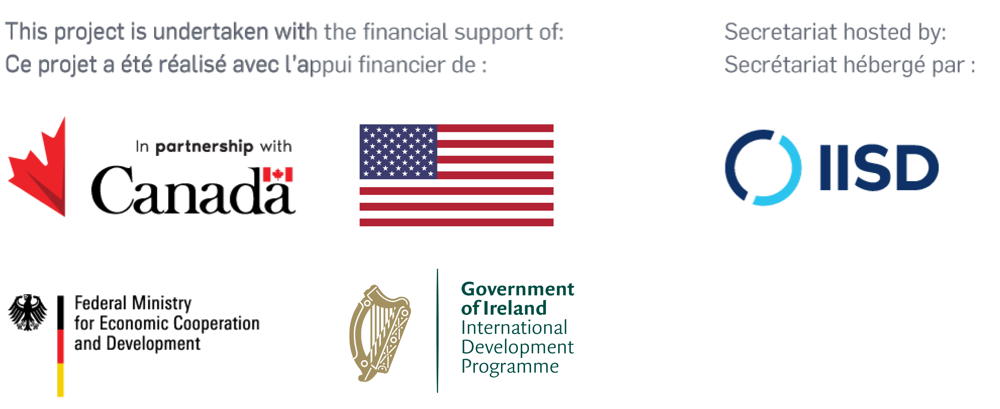 This project is undertaken with the financial support of:
Ce projet a été réalisé avec l'appui financier de :
Secretariat hosted by:
Secrétariat hébergé par :
In partnership with
Canada
IISD
Federal Ministry
for Economic Cooperation
and Development
Government
of Ireland
International
Development
Programme